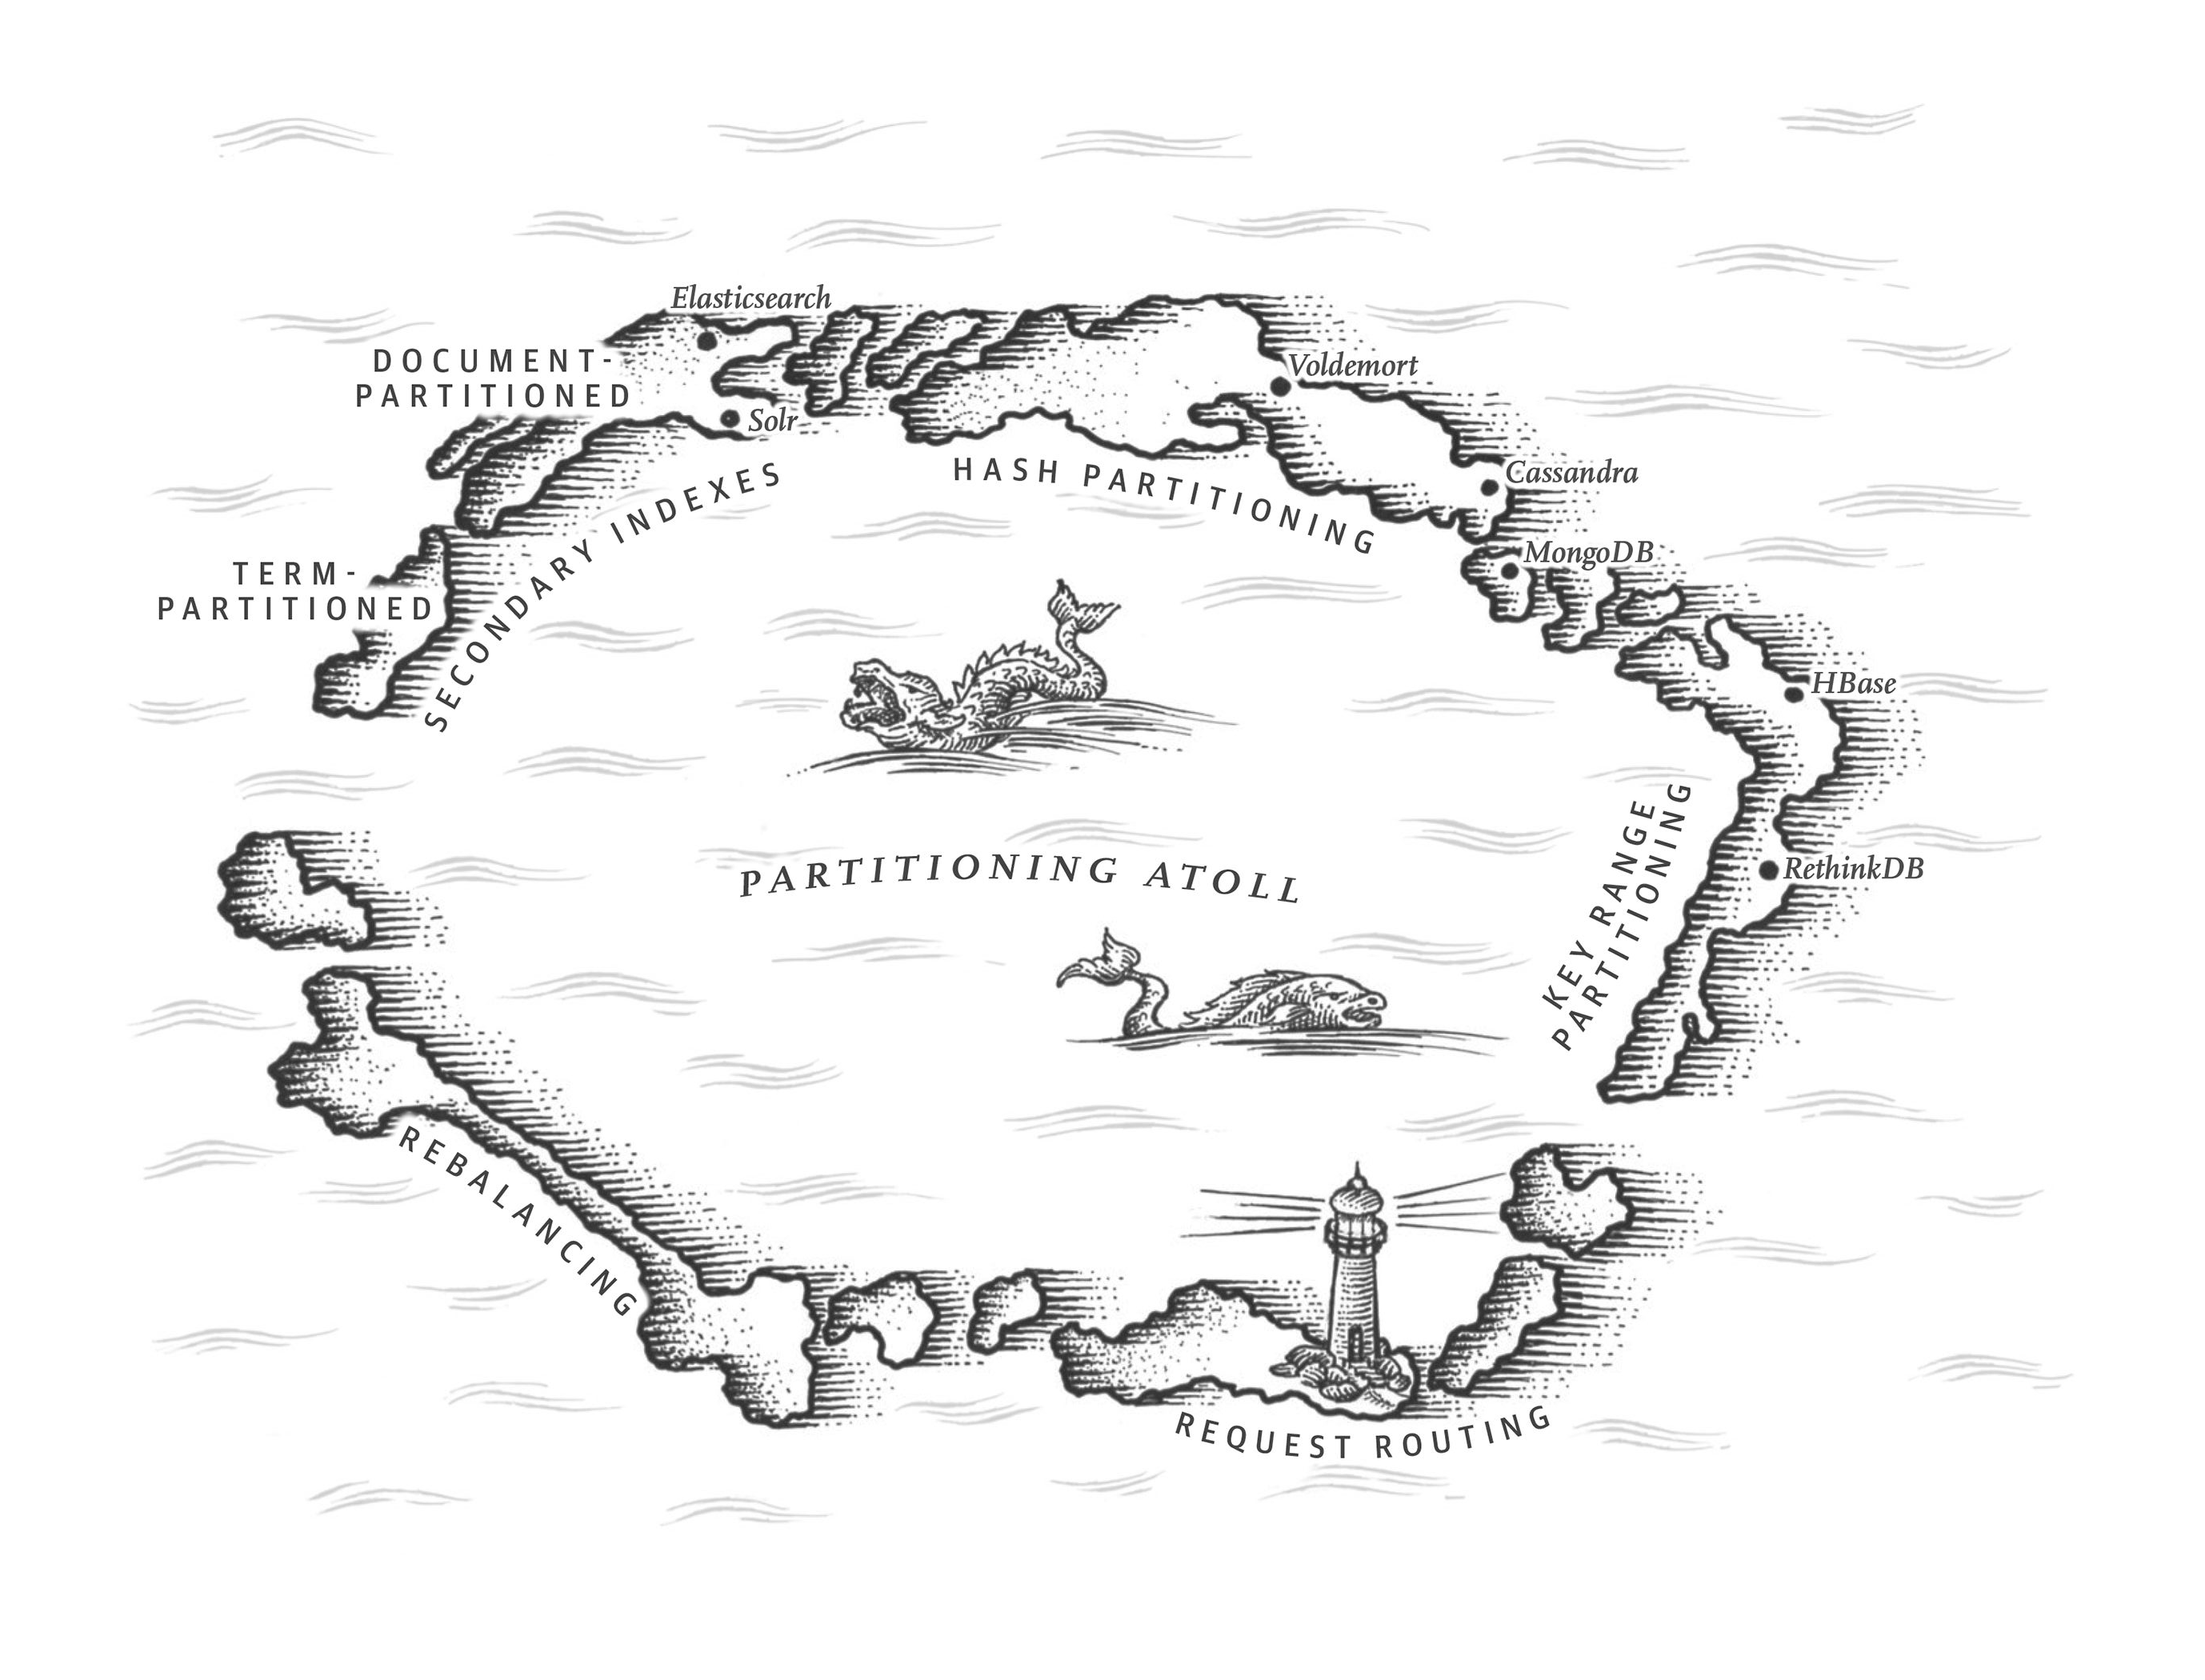 Elasticsearch
DOCUMENT-
PARTITIONED
Solr
Voldemort
SECONDARY INDEXES
HASH PARTITIONING
Cassandra
MongoDB
TERM-
PARTITIONED
HBase
KEY RANGE
PARTITIONING
RethinkDB
PARTITIONING ATOLL
REBALANCING
REQUEST ROUTING